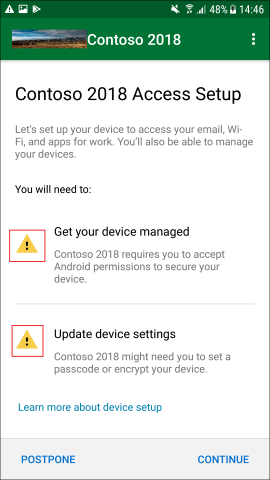 48% 14:46
Contoso 2018
Contoso 2018 Access Setup
Let's set up your device to access your email, Wi-
Fi, and apps for work. You'll also be able to manage
your devices.
You will need to:
Get your device managed
Contoso 2018 requires you to accept
Android permissions to secure your
device.
Update device settings
Contoso 2018 might need you to set a
passcode or encrypt your device.
Learn more about device setup
POSTPONE CONTINUE